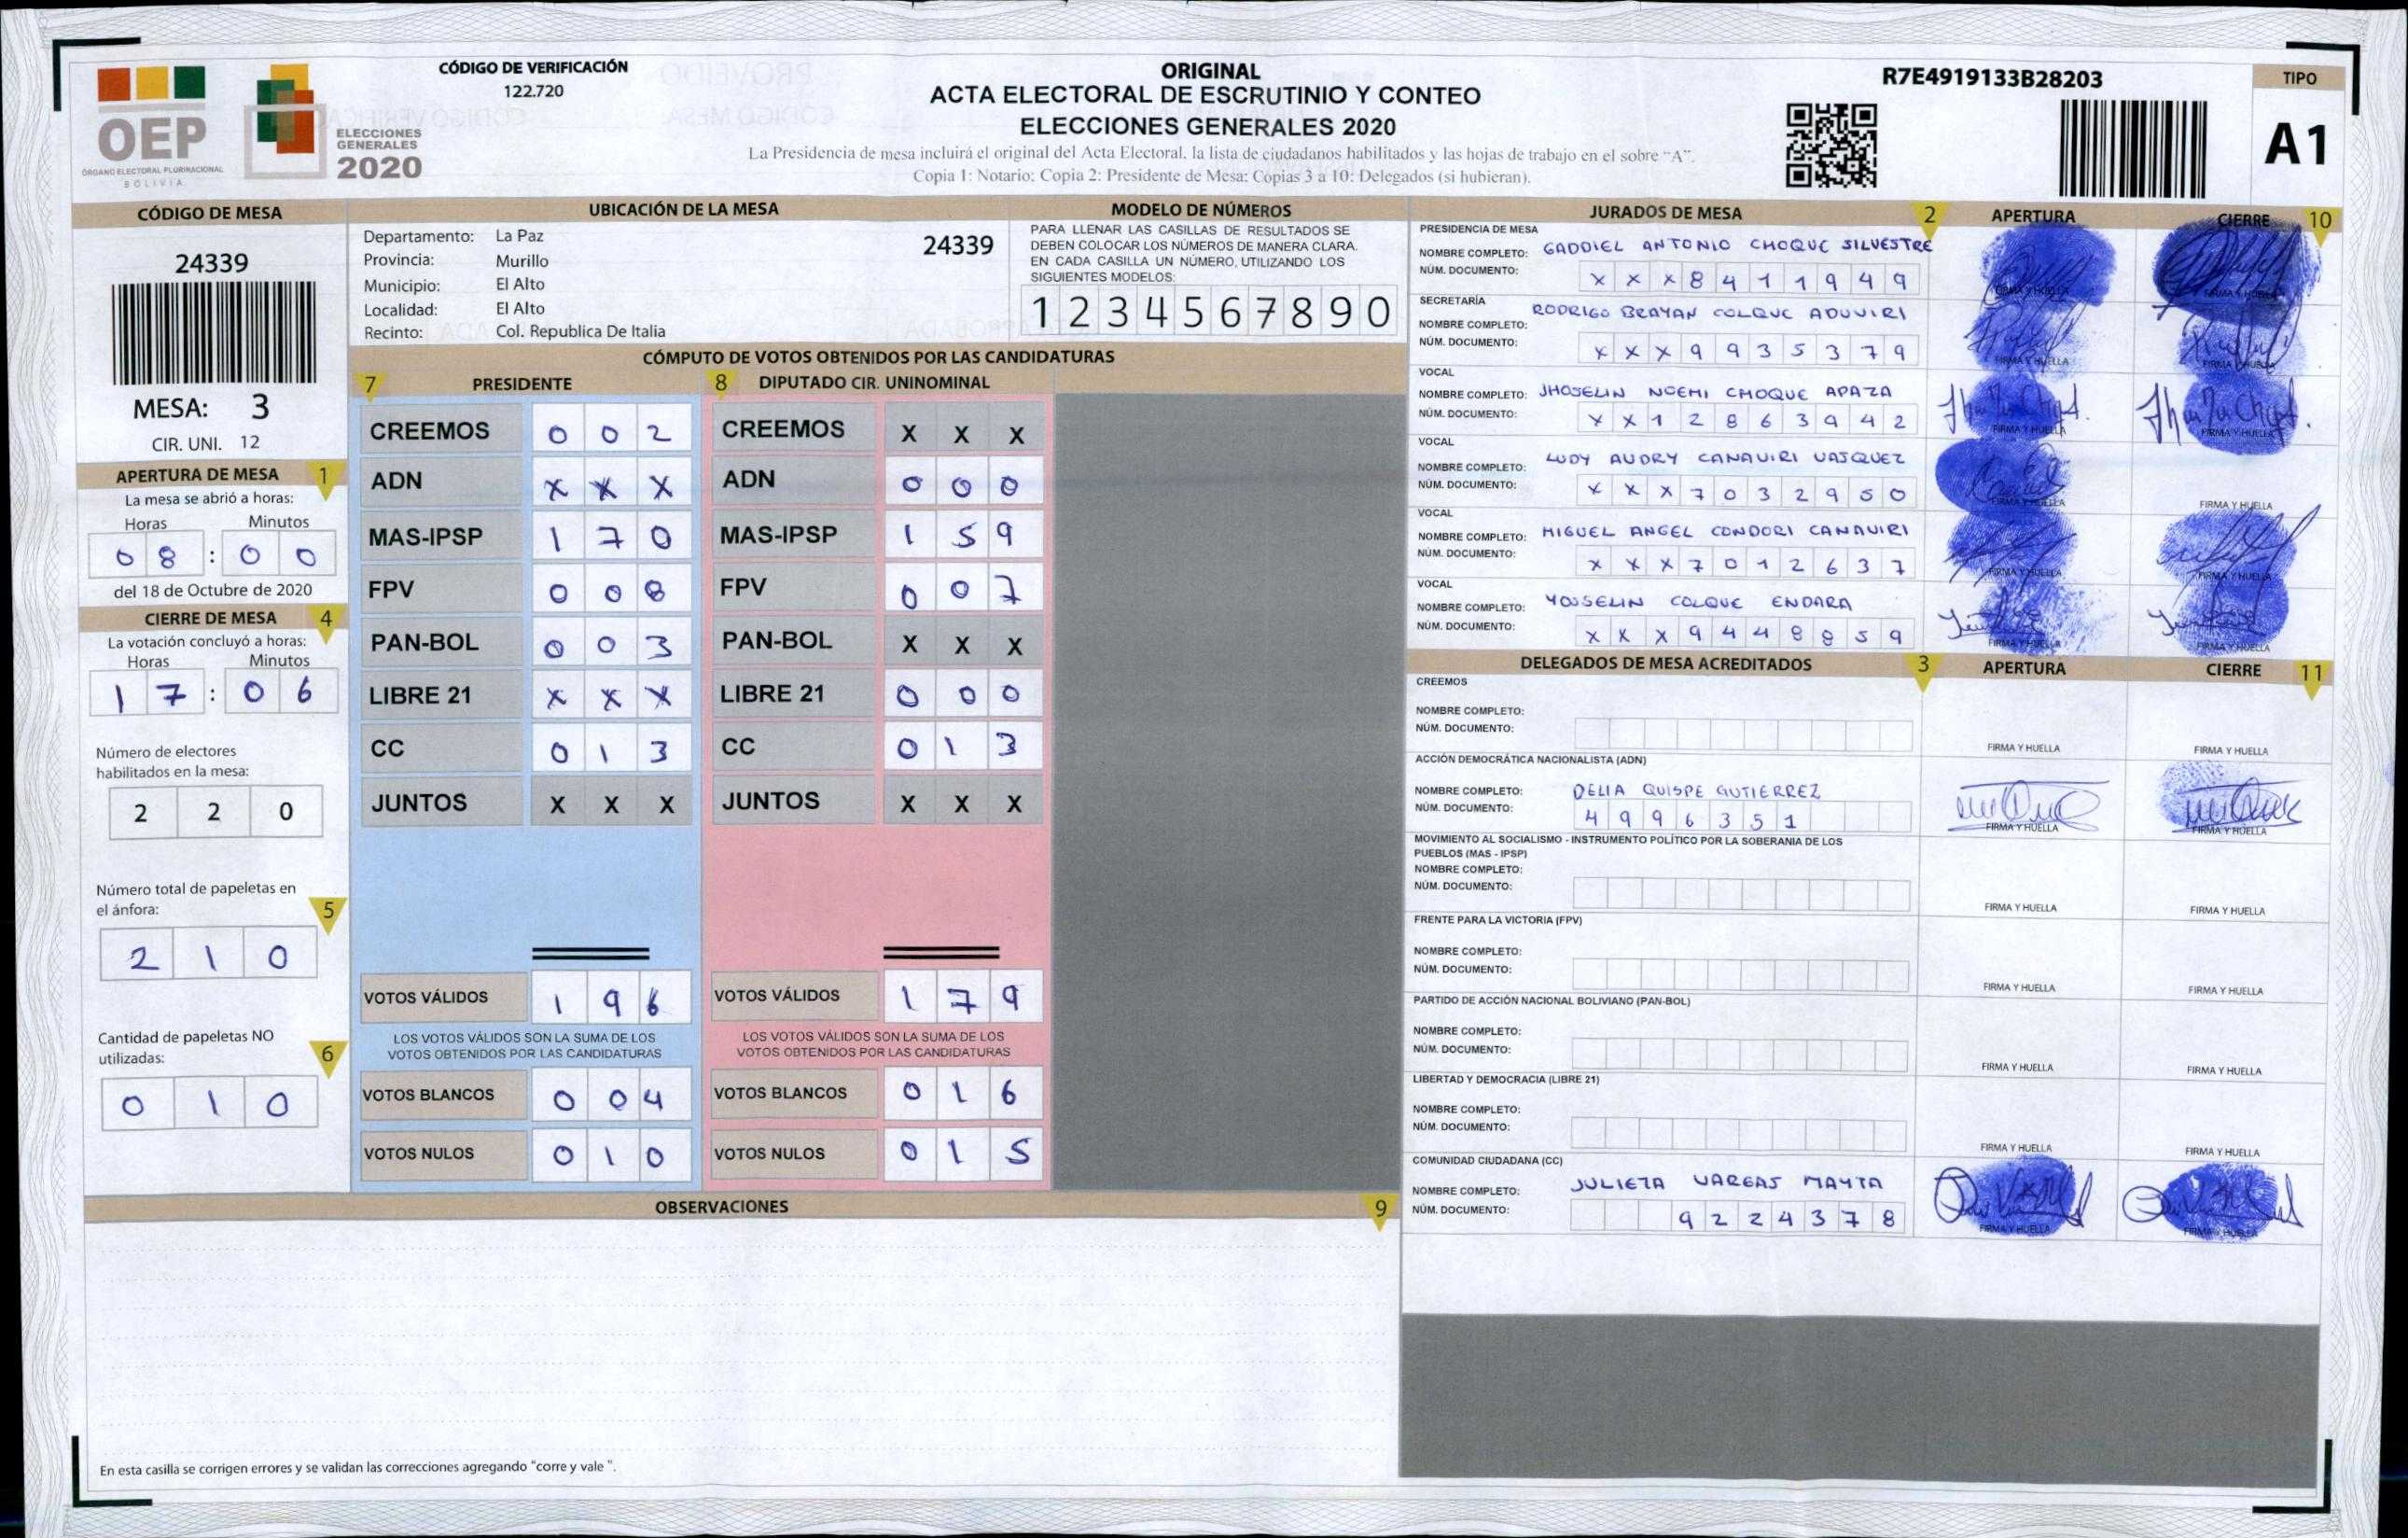 OEP
ÓRGANO ELECTORAL PLURINACIONAL
BOLIVIA
ELECCIONES
GENERALES
2020
CÓDIGO DE VERIFICACIÓN
122.720
ORIGINAL
ACTA ELECTORAL DE ESCRUTINIO Y CONTEO
ELECCIONES GENERALES 2020
La Presidencia de mesa incluirá el original del Acta Electoral, la lista de ciudadanos habilitados y las hojas de trabajo en el sobre "A".
Copia 1: Notario; Copia 2: Presidente de Mesa; Copias 3 a 10: Delegados (si hubieran).
R7E4919133B28203
TIPO
A1
CÓDIGO DE MESA
24339
MESA: 3
CIR. UNI. 12
APERTURA DE MESA 1
La mesa se abrió a horas:
Horas Minutos
0 8 : 0 0
del 18 de Octubre de 2020
CIERRE DE MESA 4
La votación concluyó a horas:
Horas Minutos
1 7 : 0 6
Número de electores
habilitados en la mesa:
2 2 0
Número total de papeletas en
el ánfora: 5
2 1 0
Cantidad de papeletas NO
utilizadas: 6
0 1 0
UBICACIÓN DE LA MESA
Departamento: La Paz
24339
Provincia: Murillo
Municipio: El Alto
Localidad: El Alto
Recinto: Col. Republica De Italia
MODELO DE NÚMEROS
PARA LLENAR LAS CASILLAS DE RESULTADOS SE
DEBEN COLOCAR LOS NÚMEROS DE MANERA CLARA.
EN CADA CASILLA UN NÚMERO, UTILIZANDO LOS
SIGUIENTES MODELOS:
1 2 3 4 5 6 7 8 9 0
CÓMPUTO DE VOTOS OBTENIDOS POR LAS CANDIDATURAS
7 PRESIDENTE
CREEMOS 0 0 2
ADN X X X
MAS-IPSP 1 7 0
FPV 0 0 8
PAN-BOL 0 0 3
LIBRE 21 X X X
CC 0 1 3
JUNTOS X X X
VOTOS VÁLIDOS 1 9 6
LOS VOTOS VÁLIDOS SON LA SUMA DE LOS
VOTOS OBTENIDOS POR LAS CANDIDATURAS
VOTOS BLANCOS 0 0 4
VOTOS NULOS 0 1 0
8 DIPUTADO CIR. UNINOMINAL
CREEMOS X X X
ADN 0 0 0
MAS-IPSP 1 5 9
FPV 0 0 7
PAN-BOL X X X
LIBRE 21 0 0 0
CC 0 1 3
JUNTOS X X X
VOTOS VÁLIDOS 1 7 9
LOS VOTOS VÁLIDOS SON LA SUMA DE LOS
VOTOS OBTENIDOS POR LAS CANDIDATURAS
VOTOS BLANCOS 0 1 6
VOTOS NULOS 0 1 5
OBSERVACIONES 9
En esta casilla se corrigen errores y se validan las correcciones agregando "corre y vale ".
JURADOS DE MESA 2 APERTURA CIERRE 10
PRESIDENCIA DE MESA
NOMBRE COMPLETO: GADDIEL ANTONIO CHOQUE SILVESTRE
NÚM. DOCUMENTO: X X X 8 4 1 1 9 4 9
FIRMA Y HUELLA FIRMA Y HUELLA
SECRETARÍA
NOMBRE COMPLETO: RODRIGO BRAYAN COLQUE ADUVIRI
NÚM. DOCUMENTO: X X X 9 9 3 5 3 7 9
FIRMA Y HUELLA FIRMA Y HUELLA
VOCAL
NOMBRE COMPLETO: JHOSELIN NOEMI CHOQUE APAZA
NÚM. DOCUMENTO: X X 1 2 8 6 3 9 4 2
FIRMA Y HUELLA FIRMA Y HUELLA
VOCAL
NOMBRE COMPLETO: LUDY AUDRY CANAVIRI VASQUEZ
NÚM. DOCUMENTO: X X X 7 0 3 2 9 5 0
FIRMA Y HUELLA FIRMA Y HUELLA
VOCAL
NOMBRE COMPLETO: MIGUEL ANGEL CONDORI CANAVIRI
NÚM. DOCUMENTO: X X X 7 0 1 2 6 3 7
FIRMA Y HUELLA FIRMA Y HUELLA
VOCAL
NOMBRE COMPLETO: YOSSELIN COLQUE ENDARA
NÚM. DOCUMENTO: X X X 9 4 4 8 8 5 9
FIRMA Y HUELLA FIRMA Y HUELLA
DELEGADOS DE MESA ACREDITADOS 3 APERTURA CIERRE 11
CREEMOS
NOMBRE COMPLETO:
NÚM. DOCUMENTO:
FIRMA Y HUELLA FIRMA Y HUELLA
ACCIÓN DEMOCRÁTICA NACIONALISTA (ADN)
NOMBRE COMPLETO: DELIA QUISPE GUTIERREZ
NÚM. DOCUMENTO: 4 9 9 6 3 5 1
FIRMA Y HUELLA FIRMA Y HUELLA
MOVIMIENTO AL SOCIALISMO - INSTRUMENTO POLÍTICO POR LA SOBERANIA DE LOS
PUEBLOS (MAS - IPSP)
NOMBRE COMPLETO:
NÚM. DOCUMENTO:
FIRMA Y HUELLA FIRMA Y HUELLA
FRENTE PARA LA VICTORIA (FPV)
NOMBRE COMPLETO:
NÚM. DOCUMENTO:
FIRMA Y HUELLA FIRMA Y HUELLA
PARTIDO DE ACCIÓN NACIONAL BOLIVIANO (PAN-BOL)
NOMBRE COMPLETO:
NÚM. DOCUMENTO:
FIRMA Y HUELLA FIRMA Y HUELLA
LIBERTAD Y DEMOCRACIA (LIBRE 21)
NOMBRE COMPLETO:
NÚM. DOCUMENTO:
FIRMA Y HUELLA FIRMA Y HUELLA
COMUNIDAD CIUDADANA (CC)
NOMBRE COMPLETO: JULIETA VARGAS MAYTA
NÚM. DOCUMENTO: 9 2 2 4 3 7 8
FIRMA Y HUELLA FIRMA Y HUELLA